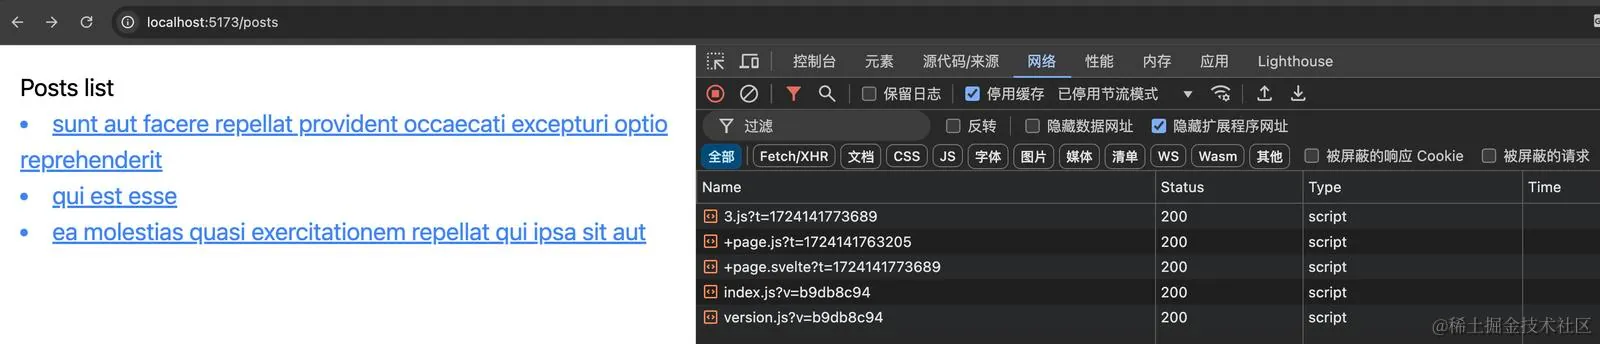 localhost:5173/posts
Posts list
sunt aut facere repellat provident occaecati excepturi optio
reprehenderit
qui est esse
ea molestias quasi exercitationem repellat qui ipsa sit aut
控制台 元素 源代码/来源 网络 性能 内存 应用 Lighthouse
保留日志 停用缓存 已停用节流模式
过滤 反转 隐藏数据网址 隐藏扩展程序网址
全部 Fetch/XHR 文档 CSS JS 字体 图片 媒体 清单 WS Wasm 其他 被屏蔽的响应 Cookie 被屏蔽的请求
Name Status Type Time
3.js?t=1724141773689 200 script
+page.js?t=1724141763205 200 script
+page.svelte?t=1724141773689 200 script
index.js?v=b9db8c94 200 script
version.js?v=b9db8c94 200 script
@稀土掘金技术社区